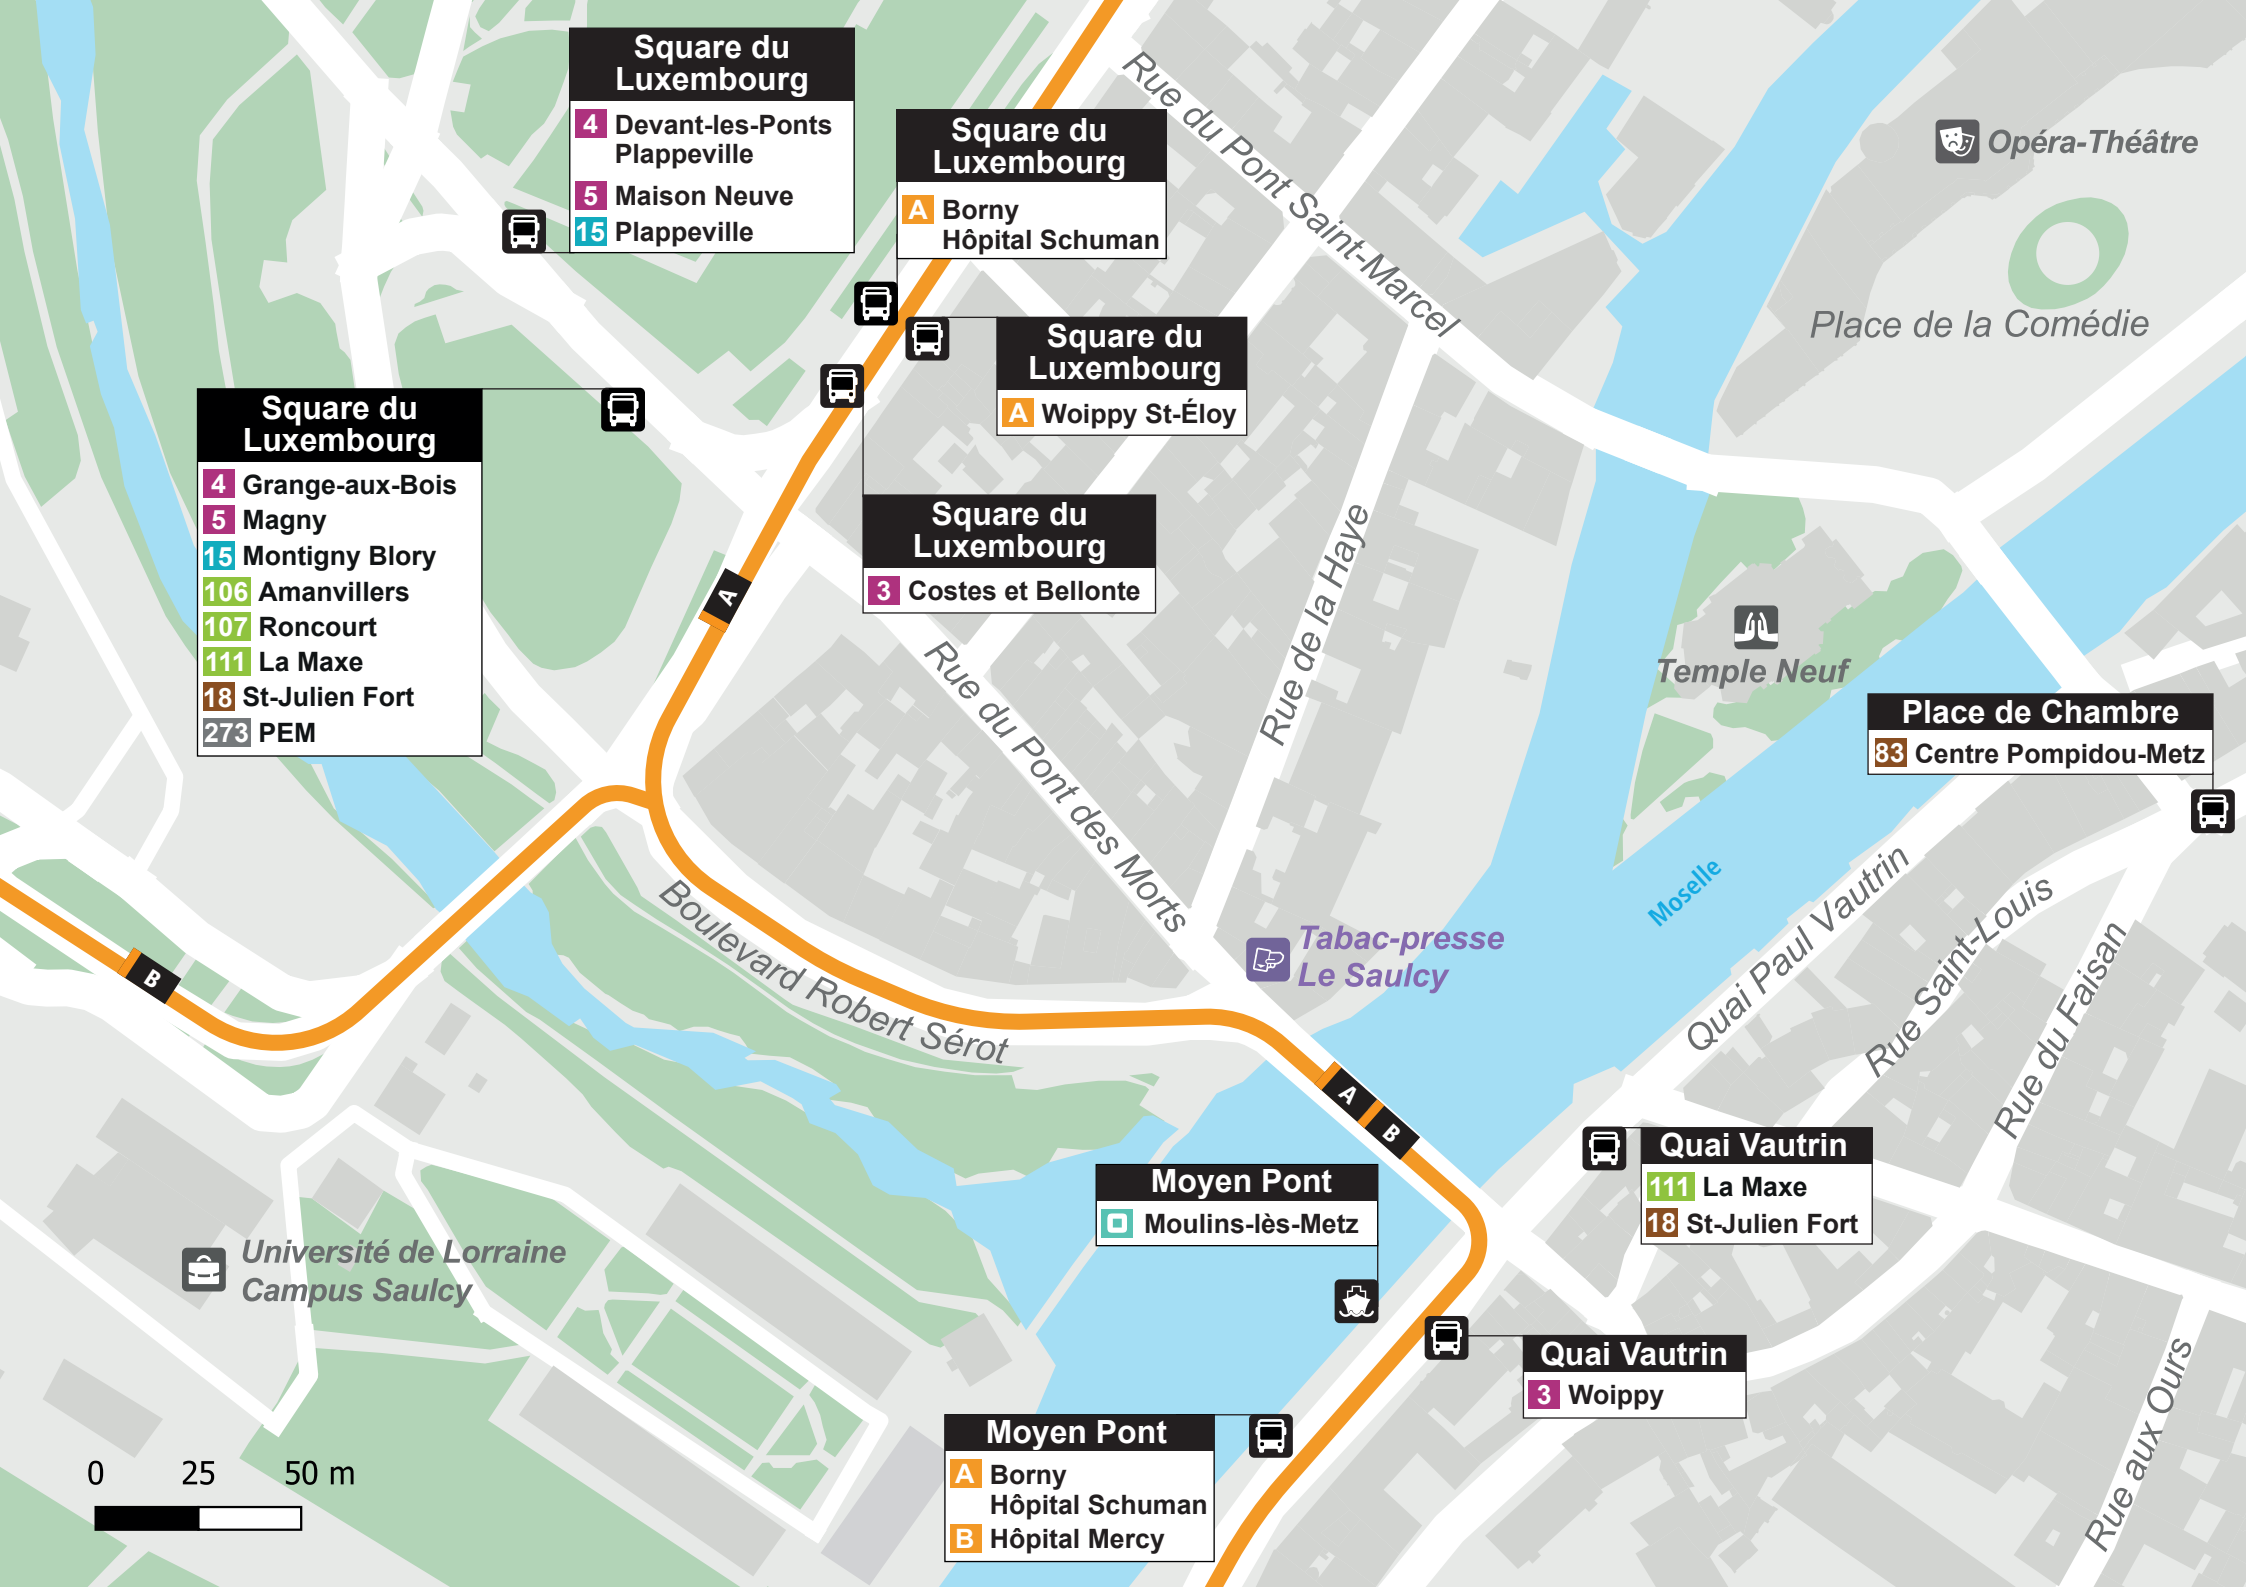 Square du
Luxembourg
4 Devant-les-Ponts
Plappeville
5 Maison Neuve
15 Plappeville
Square du
Luxembourg
A Borny
Hôpital Schuman
Rue du Pont Saint-Marcel
Opéra-Théâtre
Place de la Comédie
Square du
Luxembourg
A Woippy St-Éloy
Square du
Luxembourg
4 Grange-aux-Bois
5 Magny
15 Montigny Blory
106 Amanvillers
107 Roncourt
111 La Maxe
18 St-Julien Fort
273 PEM
Square du
Luxembourg
3 Costes et Bellonte
A
Rue de la Haye
Rue du Pont des Morts
Temple Neuf
Place de Chambre
83 Centre Pompidou-Metz
Moselle
Quai Paul Vautrin
Rue Saint-Louis
Rue du Faisan
Boulevard Robert Sérot
Tabac-presse
Le Saulcy
B
A
B
Quai Vautrin
111 La Maxe
18 St-Julien Fort
Moyen Pont
Moulins-lès-Metz
Université de Lorraine
Campus Saulcy
Quai Vautrin
3 Woippy
Rue aux Ours
Moyen Pont
A Borny
Hôpital Schuman
B Hôpital Mercy
0 25 50 m